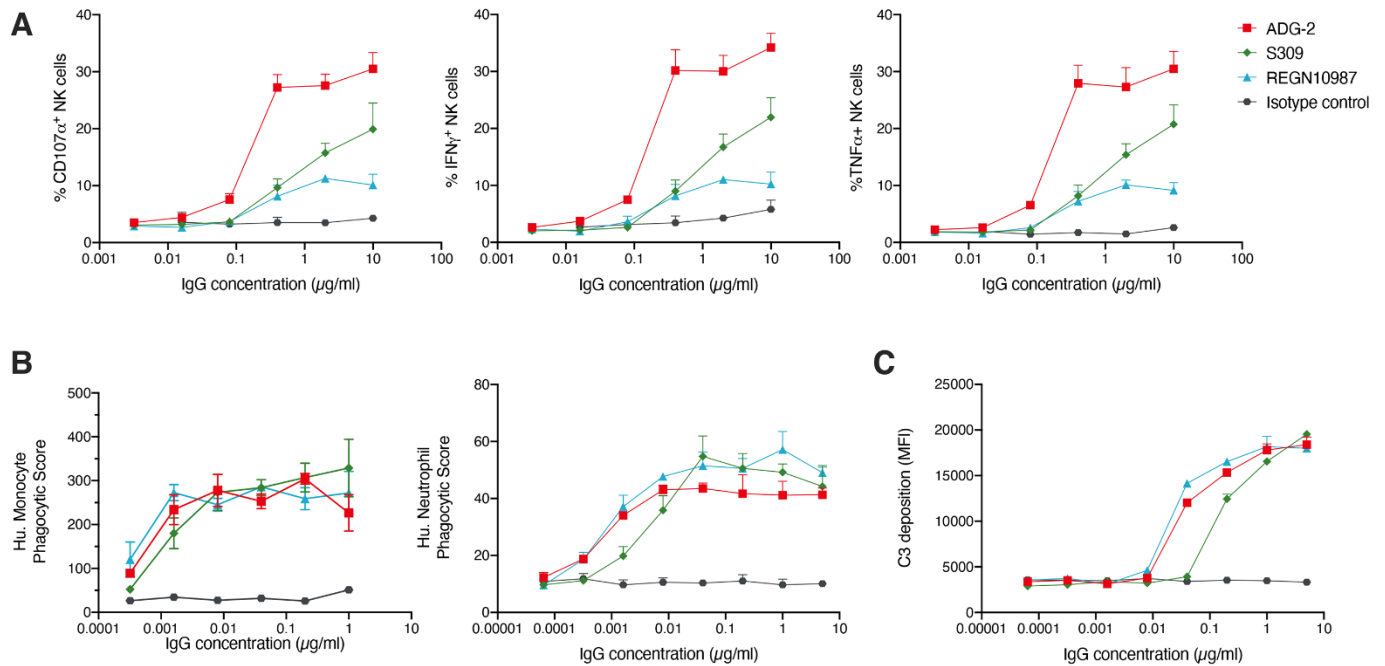 A
40
30
20
10
0
% CD107α⁺ NK cells
0.001 0.01 0.1 1 10 100
IgG concentration (µg/ml)
40
30
20
10
0
% IFNγ⁺ NK cells
0.001 0.01 0.1 1 10 100
IgG concentration (µg/ml)
40
30
20
10
0
%TNFα+ NK cells
0.001 0.01 0.1 1 10 100
IgG concentration (µg/ml)
ADG-2
S309
REGN10987
Isotype control
B
500
400
300
200
100
0
Hu. Monocyte
Phagocytic Score
0.0001 0.001 0.01 0.1 1 10
IgG concentration (µg/ml)
80
60
40
20
0
Hu. Neutrophil
Phagocytic Score
0.00001 0.0001 0.001 0.01 0.1 1 10
IgG concentration (µg/ml)
C
25000
20000
15000
10000
5000
0
C3 deposition (MFI)
0.00001 0.0001 0.001 0.01 0.1 1 10
IgG concentration (µg/ml)